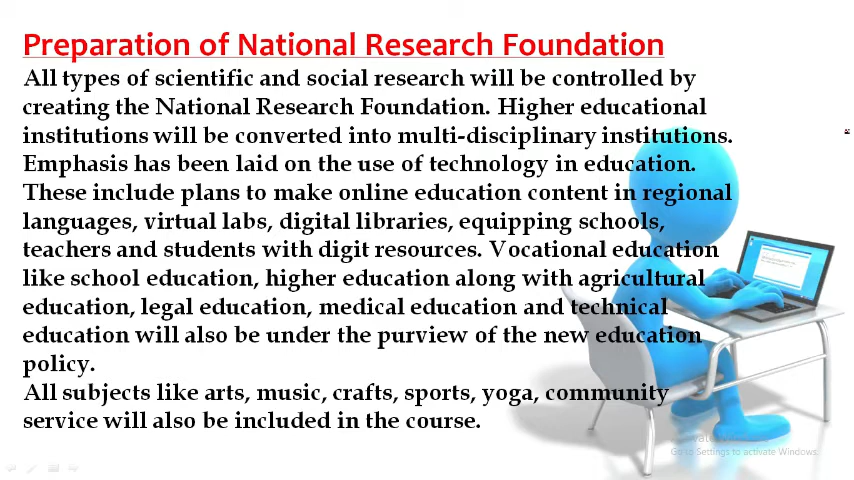 Preparation of National Research Foundation
All types of scientific and social research will be controlled by
creating the National Research Foundation. Higher educational
institutions will be converted into multi-disciplinary institutions.
Emphasis has been laid on the use of technology in education.
These include plans to make online education content in regional
languages, virtual labs, digital libraries, equipping schools,
teachers and students with digit resources. Vocational education
like school education, higher education along with agricultural
education, legal education, medical education and technical
education will also be under the purview of the new education
policy.
All subjects like arts, music, crafts, sports, yoga, community
service will also be included in the course.
Go to Settings to activate Windows.